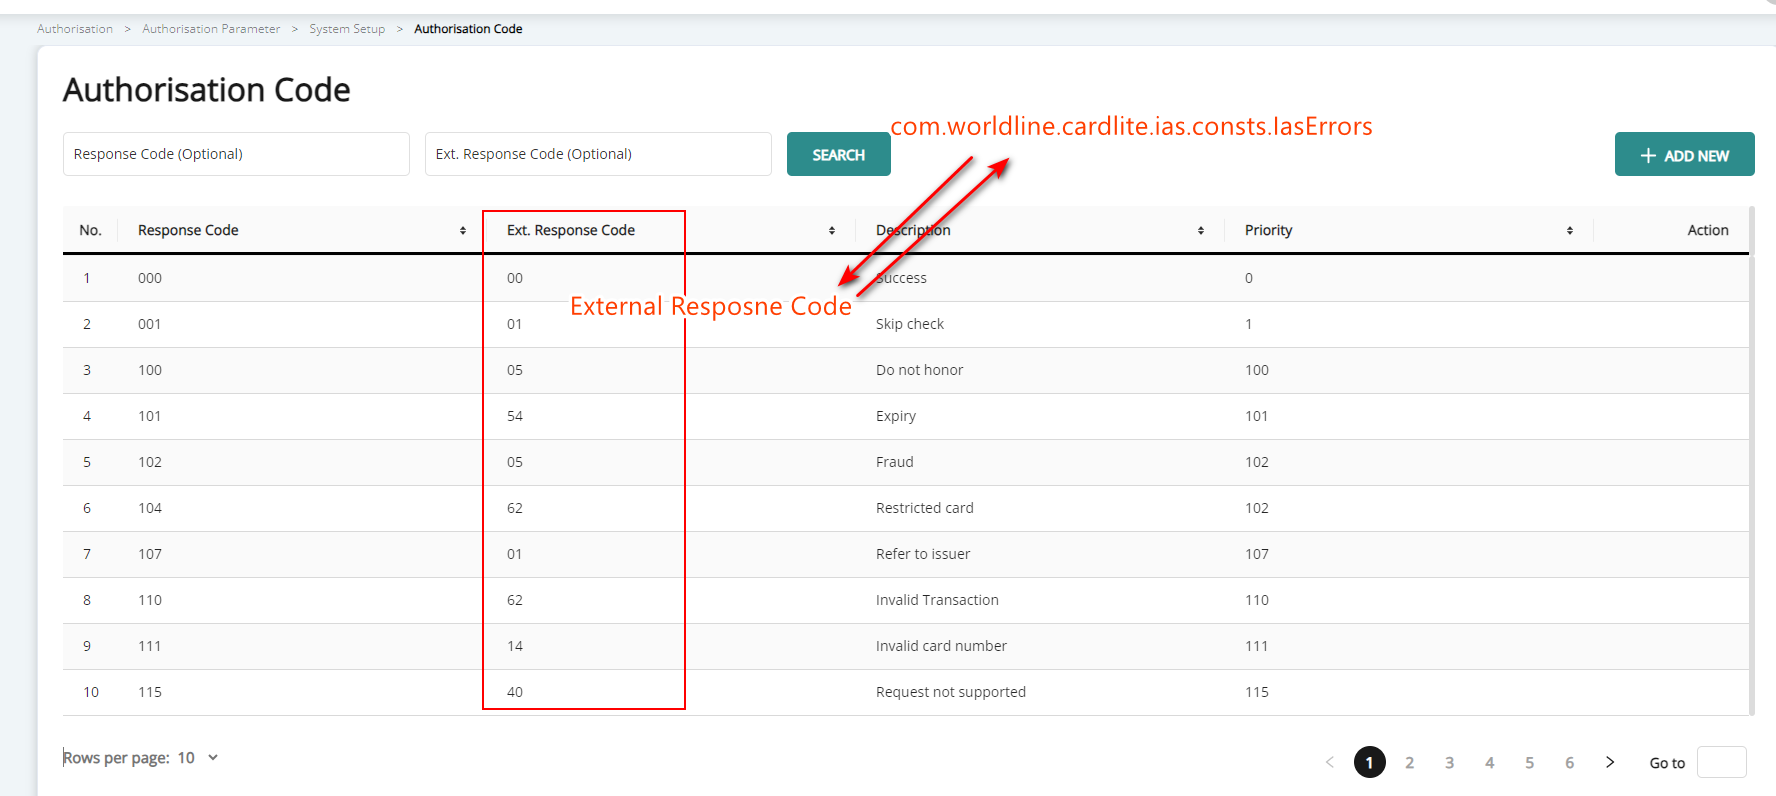 Authorisation > Authorisation Parameter > System Setup > Authorisation Code
Authorisation Code
com.worldline.cardlite.ias.consts.IasErrors
Response Code (Optional) Ext. Response Code (Optional) SEARCH + ADD NEW
No. Response Code Ext. Response Code Description Priority Action
1 000 00 Success 0
External Resposne Code
2 001 01 Skip check 1
3 100 05 Do not honor 100
4 101 54 Expiry 101
5 102 05 Fraud 102
6 104 62 Restricted card 102
7 107 01 Refer to issuer 107
8 110 62 Invalid Transaction 110
9 111 14 Invalid card number 111
10 115 40 Request not supported 115
Rows per page: 10 < 1 2 3 4 5 6 > Go to